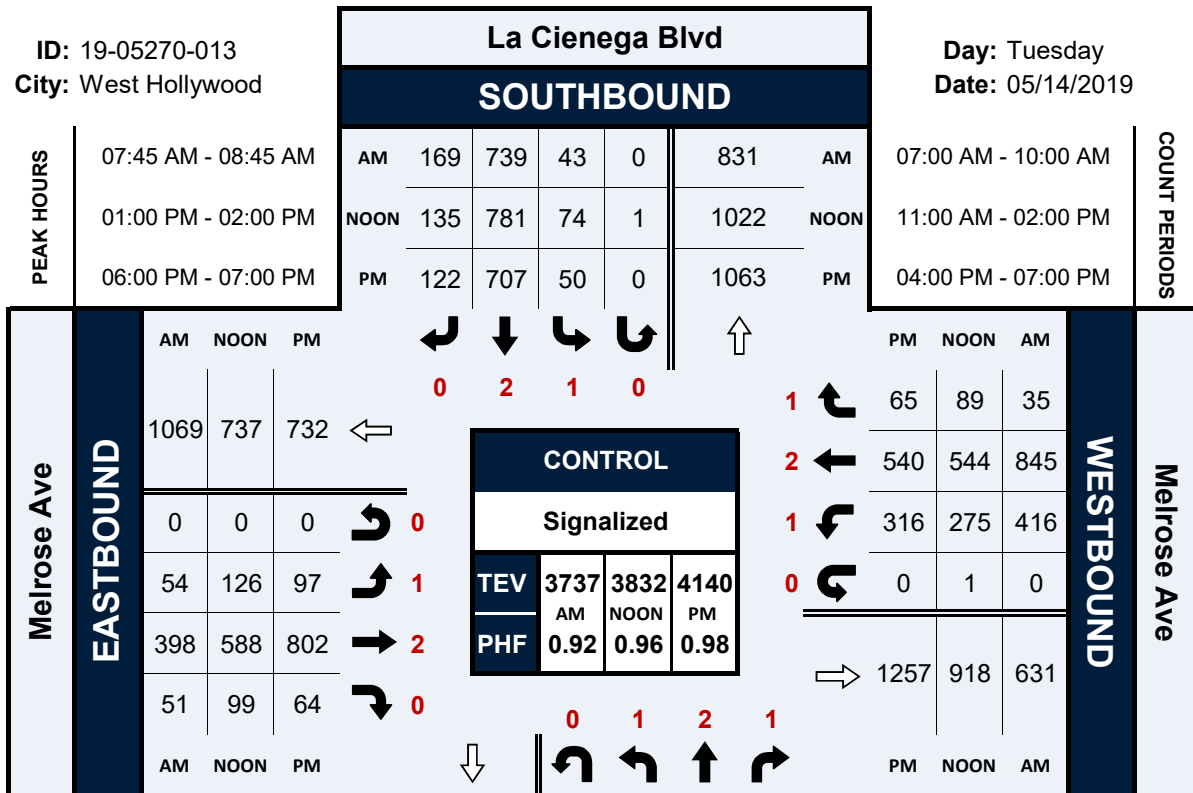 La Cienega Blvd
ID: 19-05270-013
Day: Tuesday
City: West Hollywood
SOUTHBOUND
Date: 05/14/2019
PEAK HOURS
07:45 AM - 08:45 AM
AM 169 739 43 0 831 AM
07:00 AM - 10:00 AM
COUNT PERIODS
01:00 PM - 02:00 PM
NOON 135 781 74 1 1022 NOON
11:00 AM - 02:00 PM
06:00 PM - 07:00 PM
PM 122 707 50 0 1063 PM
04:00 PM - 07:00 PM
AM NOON PM
PM NOON AM
0 2 1 0
1 65 89 35
1069 737 732
CONTROL
2 540 544 845
Melrose Ave
EASTBOUND
WESTBOUND
Melrose Ave
0 0 0 0
Signalized
1 316 275 416
54 126 97 1
TEV 3737 3832 4140
AM NOON PM
0 0 1 0
398 588 802 2
PHF 0.92 0.96 0.98
1257 918 631
51 99 64 0
0 1 2 1
AM NOON PM
PM NOON AM